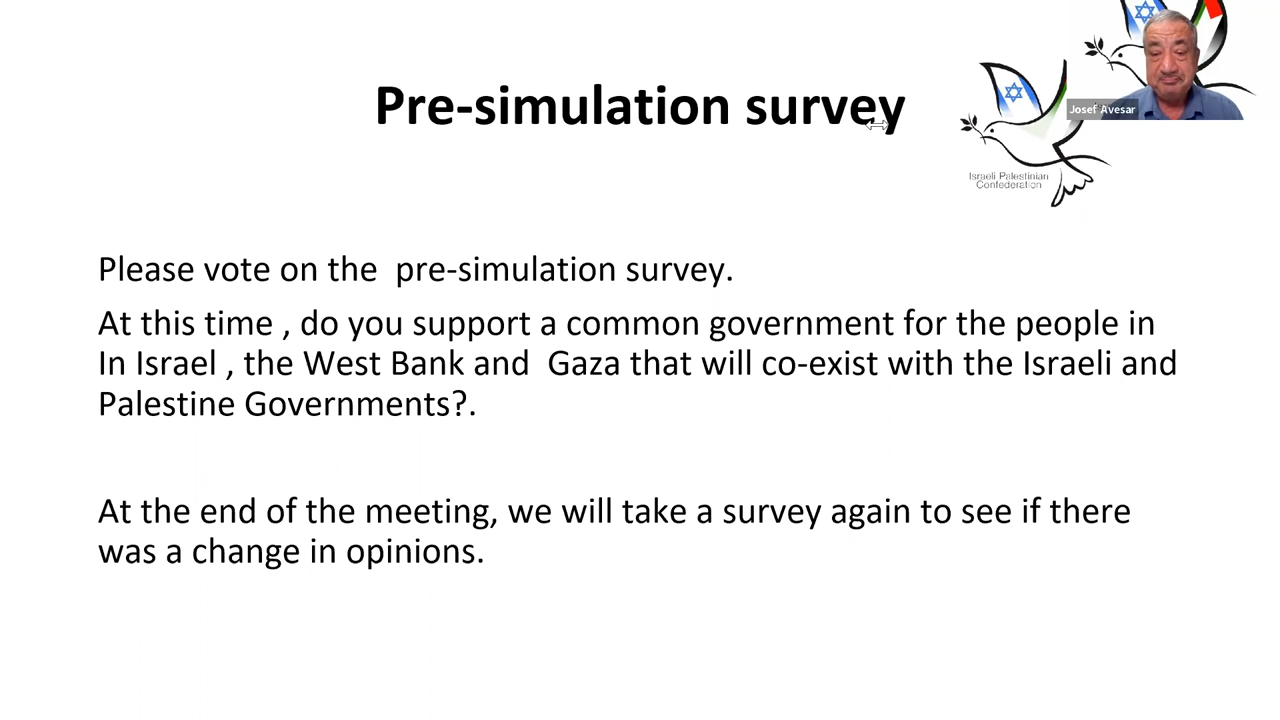 Pre-simulation survey
Josef Avesar
Israeli Palestinian
Confederation
Please vote on the  pre-simulation survey.
At this time , do you support a common government for the people in
In Israel , the West Bank and  Gaza that will co-exist with the Israeli and
Palestine Governments?.
At the end of the meeting, we will take a survey again to see if there
was a change in opinions.